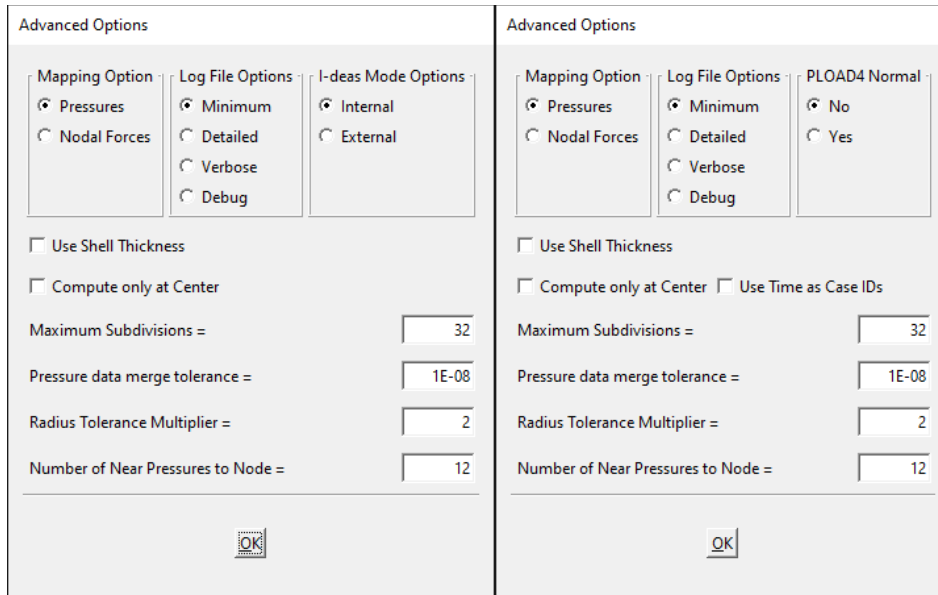 Advanced Options
Mapping Option Log File Options I-deas Mode Options
Pressures Minimum Internal
Nodal Forces Detailed External
Verbose
Debug
Use Shell Thickness
Compute only at Center
Maximum Subdivisions = 32
Pressure data merge tolerance = 1E-08
Radius Tolerance Multiplier = 2
Number of Near Pressures to Node = 12
OK
Advanced Options
Mapping Option Log File Options PLOAD4 Normal
Pressures Minimum No
Nodal Forces Detailed Yes
Verbose
Debug
Use Shell Thickness
Compute only at Center Use Time as Case IDs
Maximum Subdivisions = 32
Pressure data merge tolerance = 1E-08
Radius Tolerance Multiplier = 2
Number of Near Pressures to Node = 12
OK